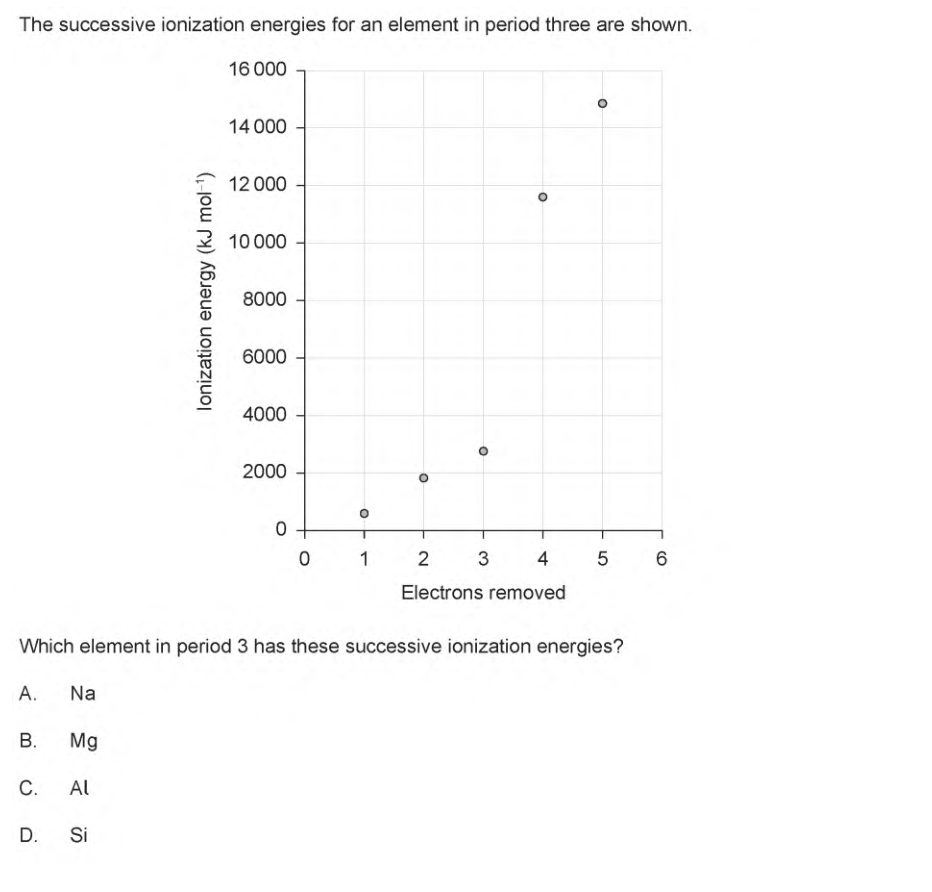 The successive ionization energies for an element in period three are shown.
16 000
14 000
12 000
10 000
8000
6000
4000
2000
0
Ionization energy (kJ mol⁻¹)
0 1 2 3 4 5 6
Electrons removed
Which element in period 3 has these successive ionization energies?
A. Na
B. Mg
C. Al
D. Si